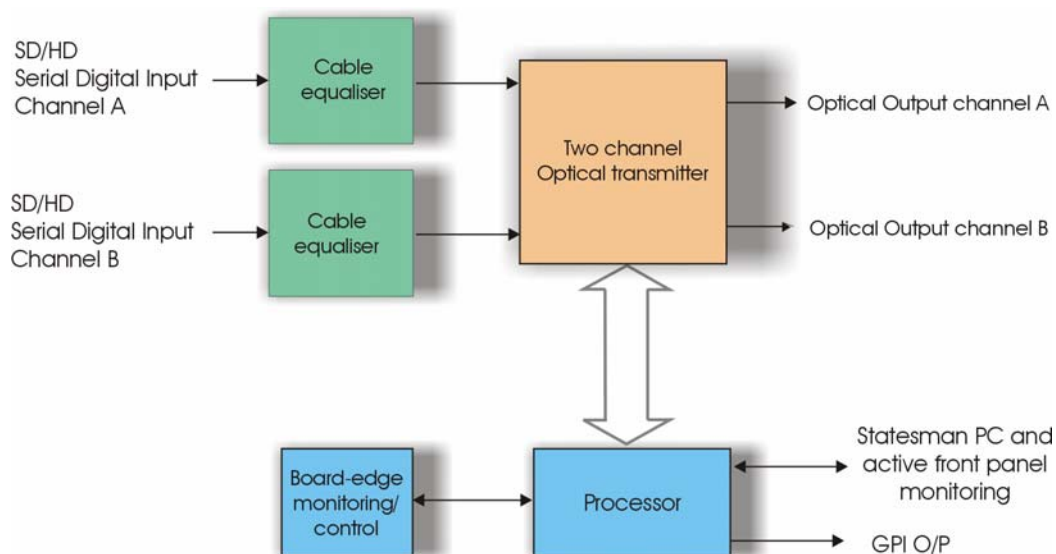 SD/HD
Serial Digital Input
Channel A
Cable
equaliser
Two channel
Optical transmitter
Optical Output channel A
SD/HD
Serial Digital Input
Channel B
Cable
equaliser
Optical Output channel B
Board-edge
monitoring/
control
Processor
Statesman PC and
active front panel
monitoring
GPI O/P